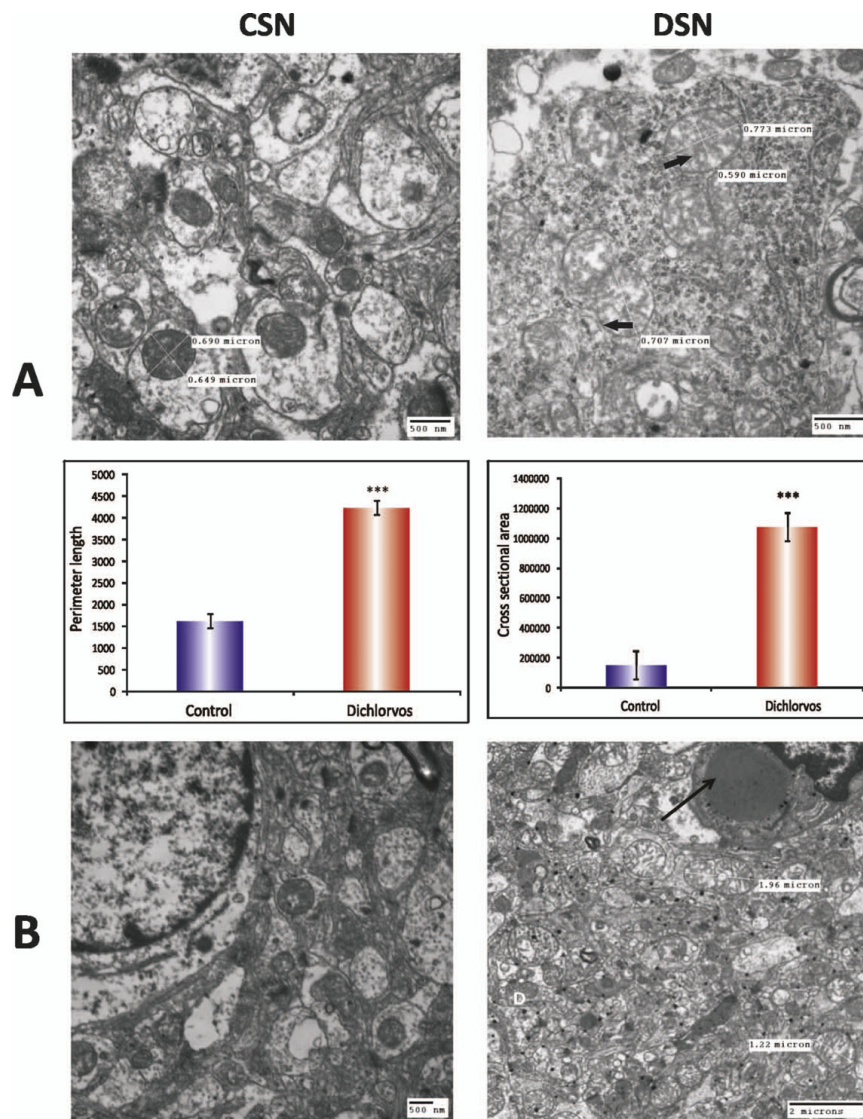 CSN
DSN
A
0.690 micron
0.649 micron
500 nm
0.773 micron
0.590 micron
0.707 micron
500 nm
Perimeter length
5000
4500
4000
3500
3000
2500
2000
1500
1000
500
0
***
Control
Dichlorvos
Cross sectional area
1400000
1200000
1000000
800000
600000
400000
200000
0
***
Control
Dichlorvos
B
500 nm
1.96 micron
D
1.22 micron
2 microns